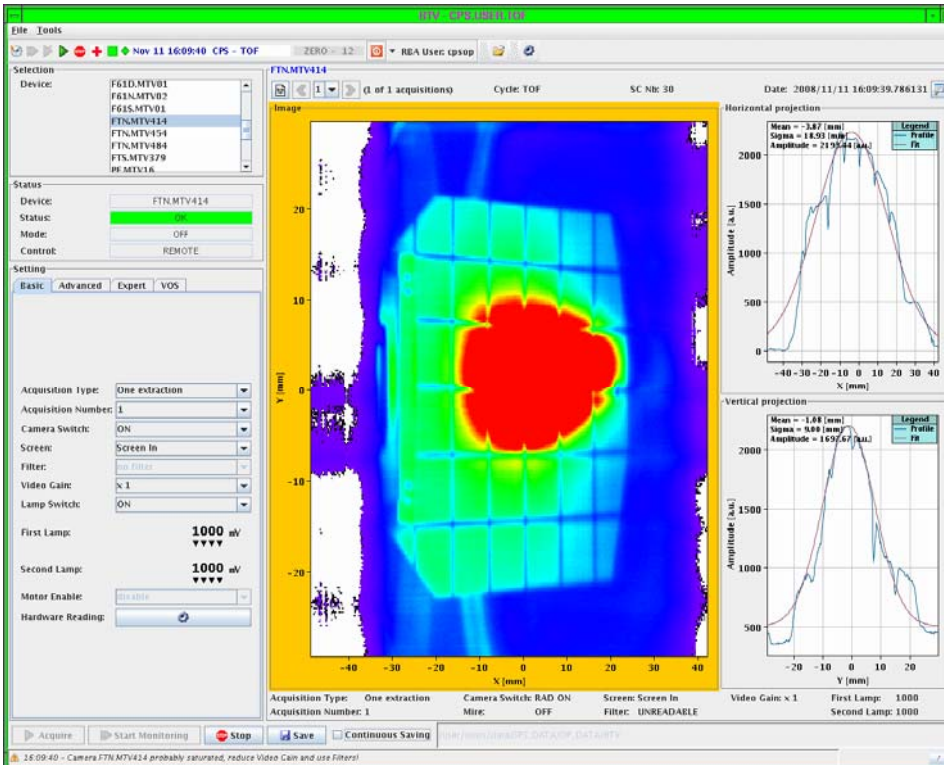 BTV - CPS.USER.TOF
File Tools
Nov 11 16:09:40 CPS - TOF ZERO - 12 RBA User: cpsop
Selection
Device:
F61D.MTV01
F61N.MTV02
F61S.MTV01
FTN.MTV414
FTN.MTV454
FTN.MTV484
FTS.MTV379
PE.MTV16
Status
Device: FTN.MTV414
Status: OK
Mode: OFF
Control: REMOTE
Setting
Basic Advanced Expert VOS
Acquisition Type: One extraction
Acquisition Number: 1
Camera Switch: ON
Screen: Screen In
Filter: no filter
Video Gain: x 1
Lamp Switch: ON
First Lamp: 1000 mV
Second Lamp: 1000 mV
Motor Enable: disable
Hardware Reading:
FTN.MTV414
1 (1 of 1 acquisitions) Cycle: TOF SC Nb: 30 Date: 2008/11/11 16:09:39.786131
Image
20
10
0
-10
-20
Y [mm]
-40 -30 -20 -10 0 10 20 30 40
X [mm]
Horizontal projection
Mean = -3.87 [mm]
Sigma = 18.93 [mm]
Amplitude = 2193.44 [a.u.]
Legend
Profile
Fit
2000
1500
1000
500
0
Amplitude [a.u.]
-40 -30 -20 -10 0 10 20 30 40
X [mm]
Vertical projection
Mean = -1.08 [mm]
Sigma = 9.00 [mm]
Amplitude = 1697.67 [a.u.]
Legend
Profile
Fit
2000
1500
1000
500
Amplitude [a.u.]
-20 -10 0 10 20
Y [mm]
Acquisition Type: One extraction Camera Switch: RAD ON Screen: Screen In Video Gain: x 1 First Lamp: 1000
Acquisition Number: 1 Mire: OFF Filter: UNREADABLE Second Lamp: 1000
Acquire Start Monitoring Stop Save Continuous Saving
16:09:40 - Camera FTN.MTV414 probably saturated, reduce Video Gain and use Filters!